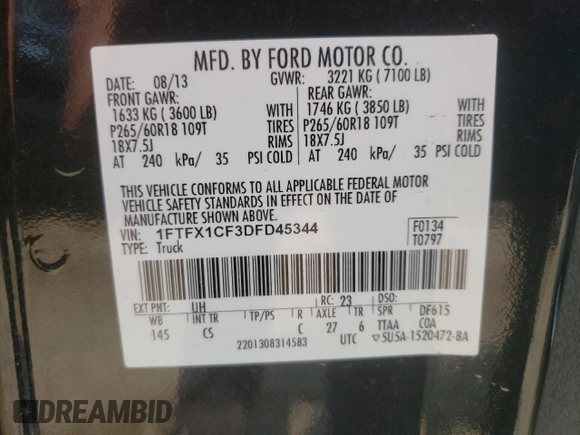 MFD. BY FORD MOTOR CO.
DATE: 08/13 GVWR: 3221 KG ( 7100 LB)
FRONT GAWR: REAR GAWR:
1633 KG ( 3600 LB) WITH 1746 KG ( 3850 LB) WITH
P265/60R18 109T TIRES P265/60R18 109T TIRES
18X7.5J RIMS 18X7.5J RIMS
AT 240 kPa/ 35 PSI COLD AT 240 kPa/ 35 PSI COLD
THIS VEHICLE CONFORMS TO ALL APPLICABLE FEDERAL MOTOR
VEHICLE SAFETY STANDARDS IN EFFECT ON THE DATE OF
MANUFACTURE SHOWN ABOVE.
VIN: 1FTFX1CF3DFD45344 F0134
TYPE: Truck T0797
EXT PNT: UH RC: 23 DSO:
WB INT TR TP/PS R AXLE TR SPR DF615
145 CS C 27 6 TTAA COA
2201308314583 UTC ▽5U5A-1520472-BA
DREAMBID